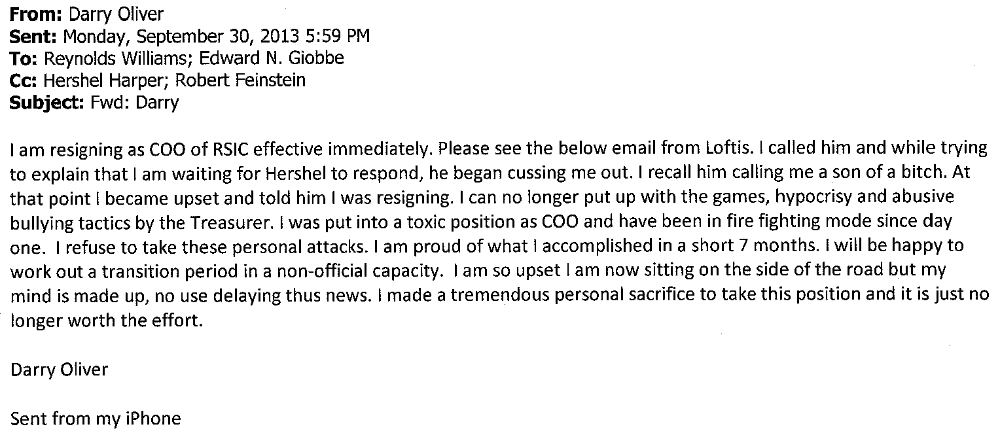 From: Darry Oliver
Sent: Monday, September 30, 2013 5:59 PM
To: Reynolds Williams; Edward N. Giobbe
Cc: Hershel Harper; Robert Feinstein
Subject: Fwd: Darry
I am resigning as COO of RSIC effective immediately. Please see the below email from Loftis. I called him and while trying
to explain that I am waiting for Hershel to respond, he began cussing me out. I recall him calling me a son of a bitch. At
that point I became upset and told him I was resigning. I can no longer put up with the games, hypocrisy and abusive
bullying tactics by the Treasurer. I was put into a toxic position as COO and have been in fire fighting mode since day
one.  I refuse to take these personal attacks. I am proud of what I accomplished in a short 7 months. I will be happy to
work out a transition period in a non-official capacity.  I am so upset I am now sitting on the side of the road but my
mind is made up, no use delaying thus news. I made a tremendous personal sacrifice to take this position and it is just no
longer worth the effort.
Darry Oliver
Sent from my iPhone